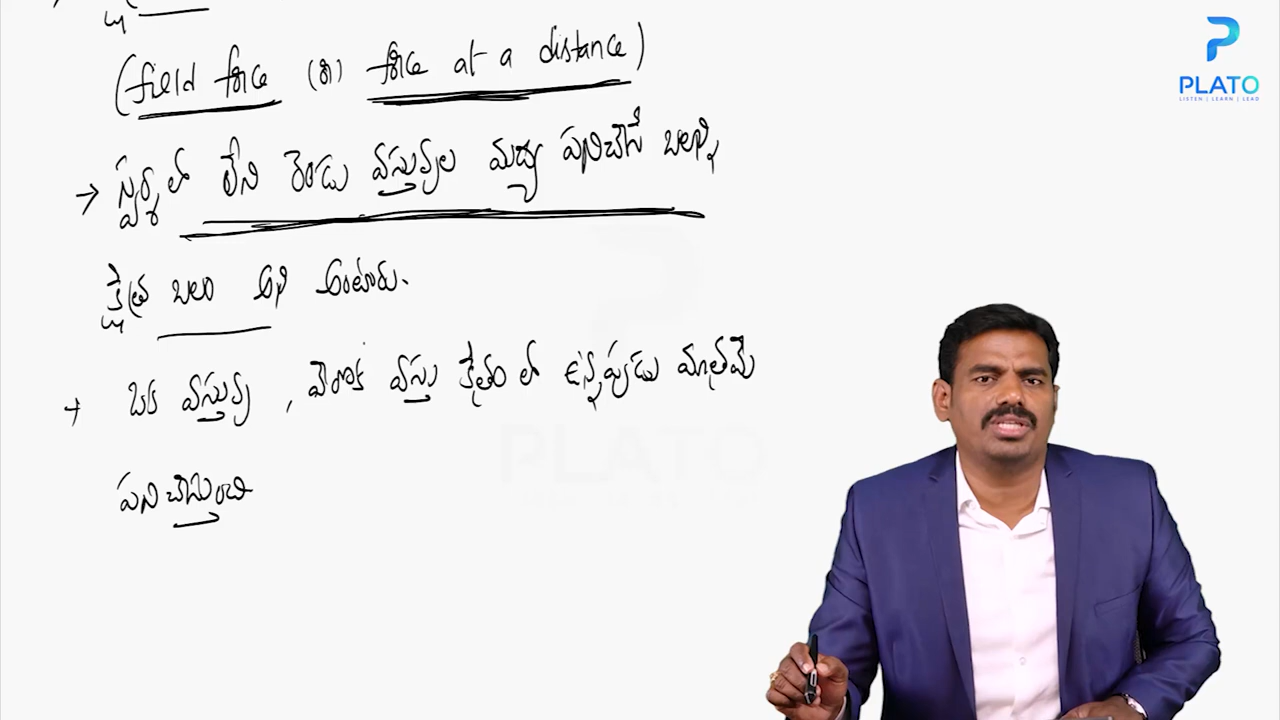 (field force (or) force at a distance)
PLATO
LISTEN | LEARN | LEAD
→ స్పర్శలో లేని రెండు వస్తువుల మధ్య పనిచేసే బలాన్ని
క్షేత్ర బలం అని అంటారు.
→ ఒక వస్తువు, వేరొక వస్తు క్షేత్రం లో ఉన్నప్పుడు మాత్రమే
పనిచేస్తుంది
PLATO